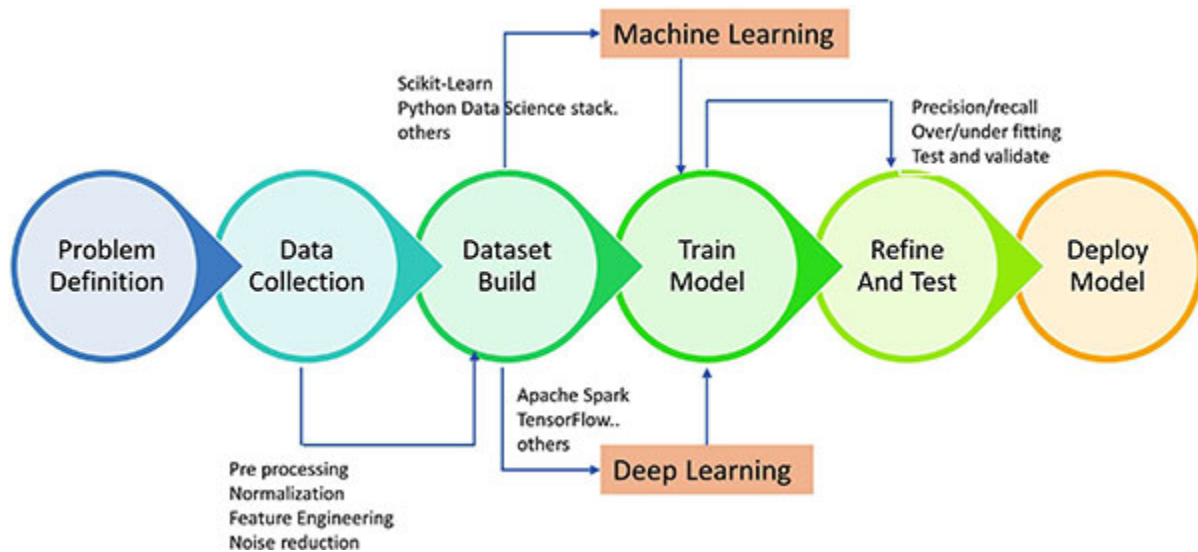 Machine Learning
Scikit-Learn
Python Data Science stack.
others
Precision/recall
Over/under fitting
Test and validate
Problem
Definition
Data
Collection
Dataset
Build
Train
Model
Refine
And Test
Deploy
Model
Apache Spark
TensorFlow..
others
Deep Learning
Pre processing
Normalization
Feature Engineering
Noise reduction